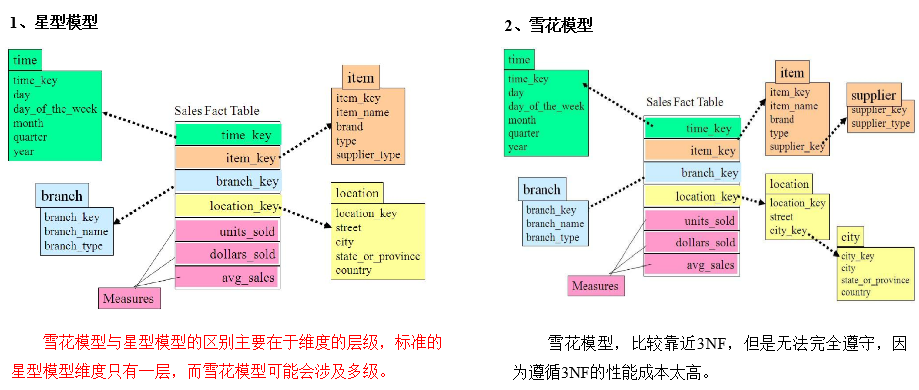 1、星型模型
time
time_key
day
day_of_the_week
month
quarter
year
Sales Fact Table
time_key
item_key
branch_key
location_key
units_sold
dollars_sold
avg_sales
Measures
item
item_key
item_name
brand
type
supplier_type
branch
branch_key
branch_name
branch_type
location
location_key
street
city
state_or_province
country
雪花模型与星型模型的区别主要在于维度的层级，标准的
星型模型维度只有一层，而雪花模型可能会涉及多级。
2、雪花模型
time
time_key
day
day_of_the_week
month
quarter
year
Sales Fact Table
time_key
item_key
branch_key
location_key
units_sold
dollars_sold
avg_sales
Measures
item
item_key
item_name
brand
type
supplier_key
supplier
supplier_key
supplier_type
branch
branch_key
branch_name
branch_type
location
location_key
street
city_key
city
city_key
city
state_or_province
country
雪花模型，比较靠近3NF，但是无法完全遵守，因
为遵循3NF的性能成本太高。